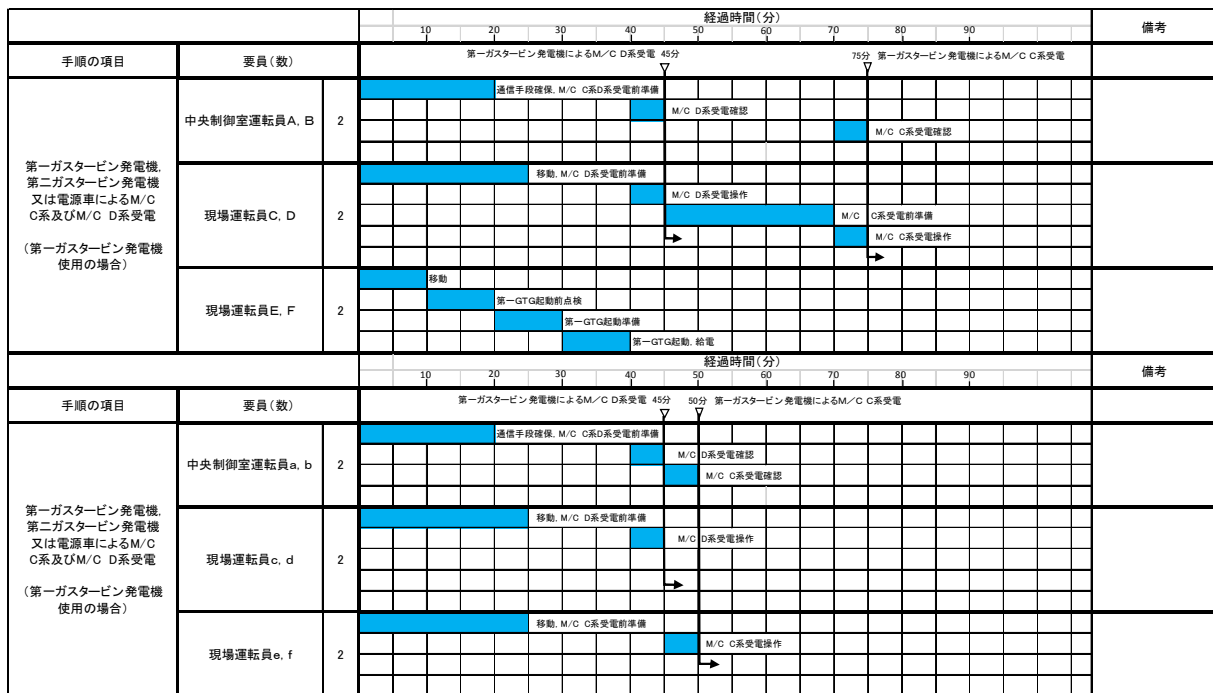 経過時間(分)
備考
10 20 30 40 50 60 70 80 90
手順の項目
要員(数)
第一ガスタービン発電機によるM/C D系受電 45分
75分 第一ガスタービン発電機によるM/C C系受電
第一ガスタービン発電機,
第二ガスタービン発電機
又は電源車によるM/C
C系及びM/C D系受電
(第一ガスタービン発電機
使用の場合)
中央制御室運転員A, B
2
通信手段確保, M/C C系D系受電前準備
M/C D系受電確認
M/C C系受電確認
現場運転員C, D
2
移動, M/C D系受電前準備
M/C D系受電操作
M/C C系受電前準備
M/C C系受電操作
現場運転員E, F
2
移動
第一GTG起動前点検
第一GTG起動準備
第一GTG起動, 給電
経過時間(分)
備考
10 20 30 40 50 60 70 80 90
手順の項目
要員(数)
第一ガスタービン発電機によるM/C D系受電 45分
50分 第一ガスタービン発電機によるM/C C系受電
第一ガスタービン発電機,
第二ガスタービン発電機
又は電源車によるM/C
C系及びM/C D系受電
(第一ガスタービン発電機
使用の場合)
中央制御室運転員a, b
2
通信手段確保, M/C C系D系受電前準備
M/C D系受電確認
M/C C系受電確認
現場運転員c, d
2
移動, M/C D系受電前準備
M/C D系受電操作
現場運転員e, f
2
移動, M/C C系受電前準備
M/C C系受電操作